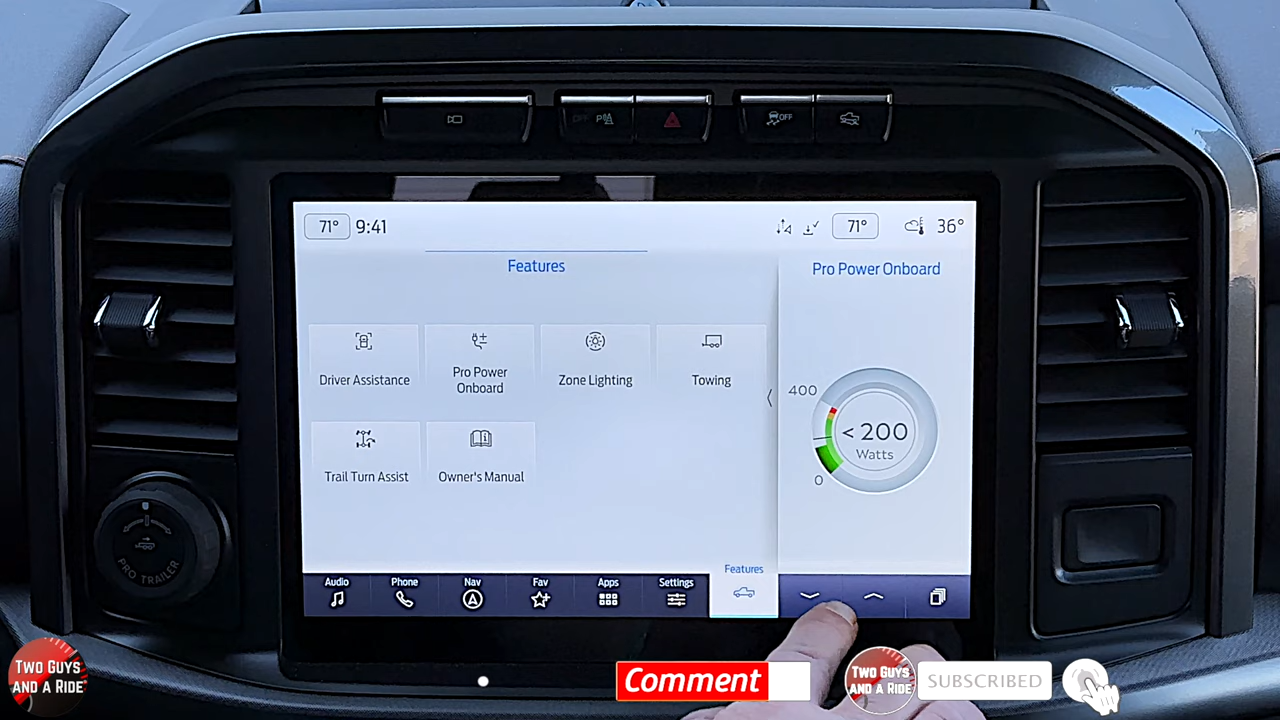 OFF P
OFF
71° 9:41
71° 36°
Features
Pro Power Onboard
Driver Assistance
Pro Power
Onboard
Zone Lighting
Towing
Trail Turn Assist
Owner's Manual
400
< 200
Watts
0
Audio
Phone
Nav
Fav
Apps
Settings
Features
PRO TRAILER
TWO GUYS
AND A RIDE
Comment
TWO GUYS
AND A RIDE
SUBSCRIBED